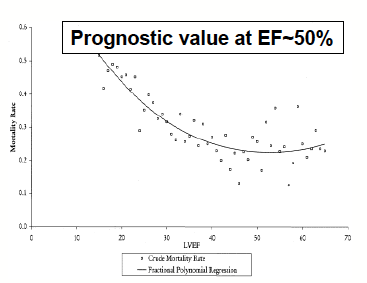 Prognostic value at EF~50%
0.6
0.5
0.4
0.3
0.2
0.1
0.0
Mortality Rate
0 10 20 30 40 50 60 70
LVEF
Crude Mortality Rate
Fractional Polynomial Regression